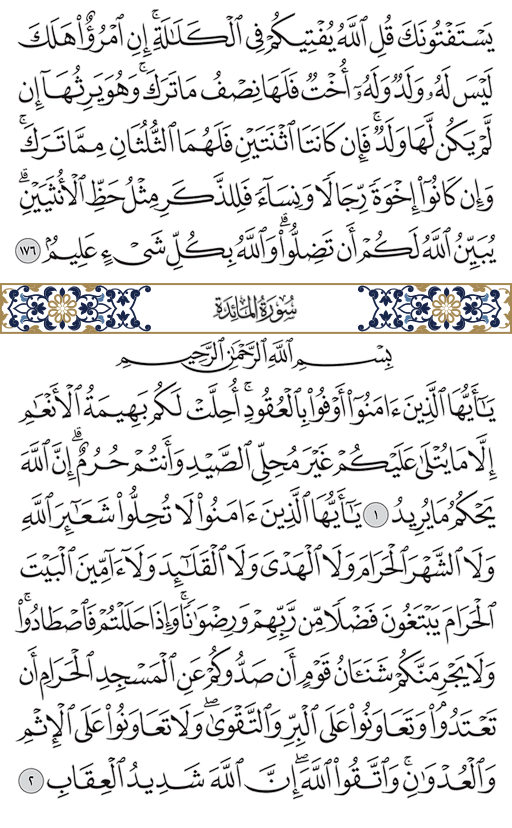 يَسْتَفْتُونَكَ قُلِ ٱللَّهُ يُفْتِيكُمْ فِى ٱلْكَلَٰلَةِ ۚ إِنِ ٱمْرُؤٌا۟ هَلَكَ
لَيْسَ لَهُۥ وَلَدٌ وَلَهُۥٓ أُخْتٌ فَلَهَا نِصْفُ مَا تَرَكَ ۚ وَهُوَ يَرِثُهَآ إِن
لَّمْ يَكُن لَّهَا وَلَدٌ ۚ فَإِن كَانَتَا ٱثْنَتَيْنِ فَلَهُمَا ٱلثُّلُثَانِ مِمَّا تَرَكَ ۚ
وَإِن كَانُوٓا۟ إِخْوَةً رِّجَالًا وَنِسَآءً فَلِلذَّكَرِ مِثْلُ حَظِّ ٱلْأُنثَيَيْنِ ۗ
يُبَيِّنُ ٱللَّهُ لَكُمْ أَن تَضِلُّوا۟ ۗ وَٱللَّهُ بِكُلِّ شَىْءٍ عَلِيمٌۢ ١٧٦
سُورَةُ المَائِدَةِ
بِسْمِ ٱللَّهِ ٱلرَّحْمَٰنِ ٱلرَّحِيمِ
يَٰٓأَيُّهَا ٱلَّذِينَ ءَامَنُوٓا۟ أَوْفُوا۟ بِٱلْعُقُودِ ۚ أُحِلَّتْ لَكُم بَهِيمَةُ ٱلْأَنْعَٰمِ
إِلَّا مَا يُتْلَىٰ عَلَيْكُمْ غَيْرَ مُحِلِّى ٱلصَّيْدِ وَأَنتُمْ حُرُمٌ ۗ إِنَّ ٱللَّهَ
يَحْكُمُ مَا يُرِيدُ ١ يَٰٓأَيُّهَا ٱلَّذِينَ ءَامَنُوا۟ لَا تُحِلُّوا۟ شَعَٰٓئِرَ ٱللَّهِ
وَلَا ٱلشَّهْرَ ٱلْحَرَامَ وَلَا ٱلْهَدْىَ وَلَا ٱلْقَلَٰٓئِدَ وَلَآ ءَآمِّينَ ٱلْبَيْتَ
ٱلْحَرَامَ يَبْتَغُونَ فَضْلًا مِّن رَّبِّهِمْ وَرِضْوَٰنًا ۚ وَإِذَا حَلَلْتُمْ فَٱصْطَادُوا۟ ۚ
وَلَا يَجْرِمَنَّكُمْ شَنَـَٔانُ قَوْمٍ أَن صَدُّوكُمْ عَنِ ٱلْمَسْجِدِ ٱلْحَرَامِ أَن
تَعْتَدُوا۟ ۘ وَتَعَاوَنُوا۟ عَلَى ٱلْبِرِّ وَٱلتَّقْوَىٰ ۖ وَلَا تَعَاوَنُوا۟ عَلَى ٱلْإِثْمِ
وَٱلْعُدْوَٰنِ ۚ وَٱتَّقُوا۟ ٱللَّهَ ۖ إِنَّ ٱللَّهَ شَدِيدُ ٱلْعِقَابِ ٢